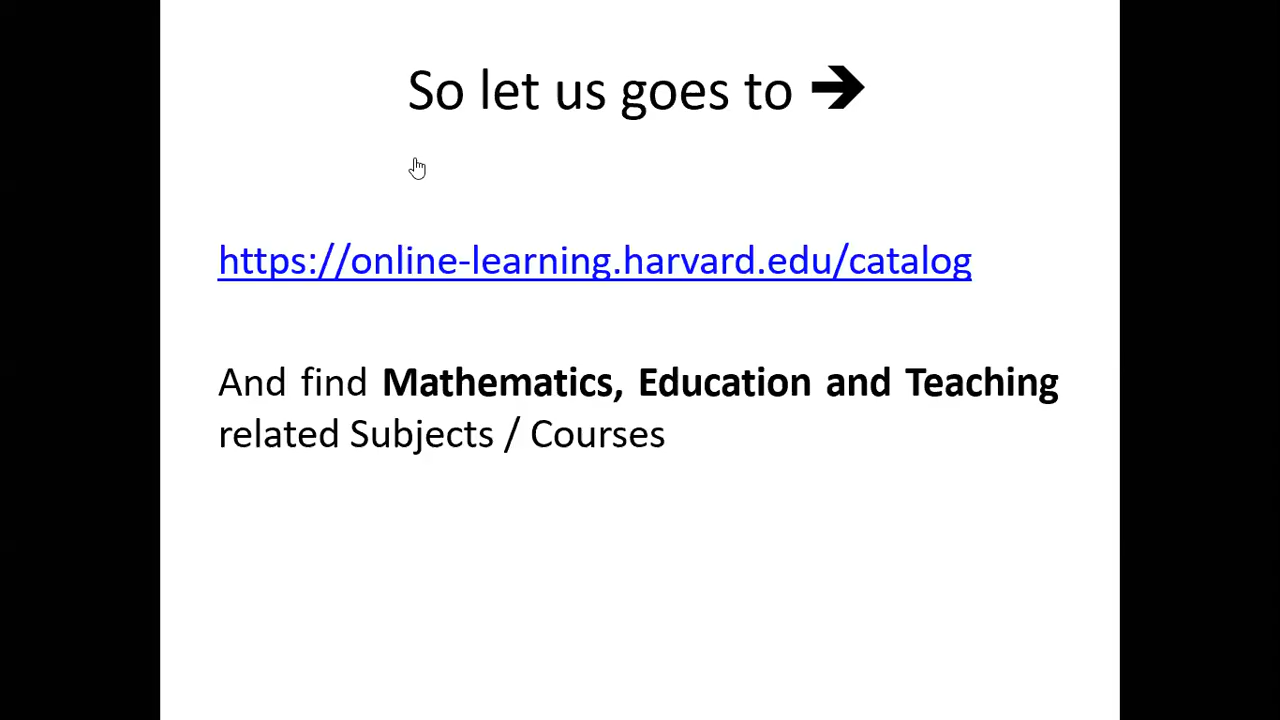 So let us goes to ➔
https://online-learning.harvard.edu/catalog
And find Mathematics, Education and Teaching
related Subjects / Courses